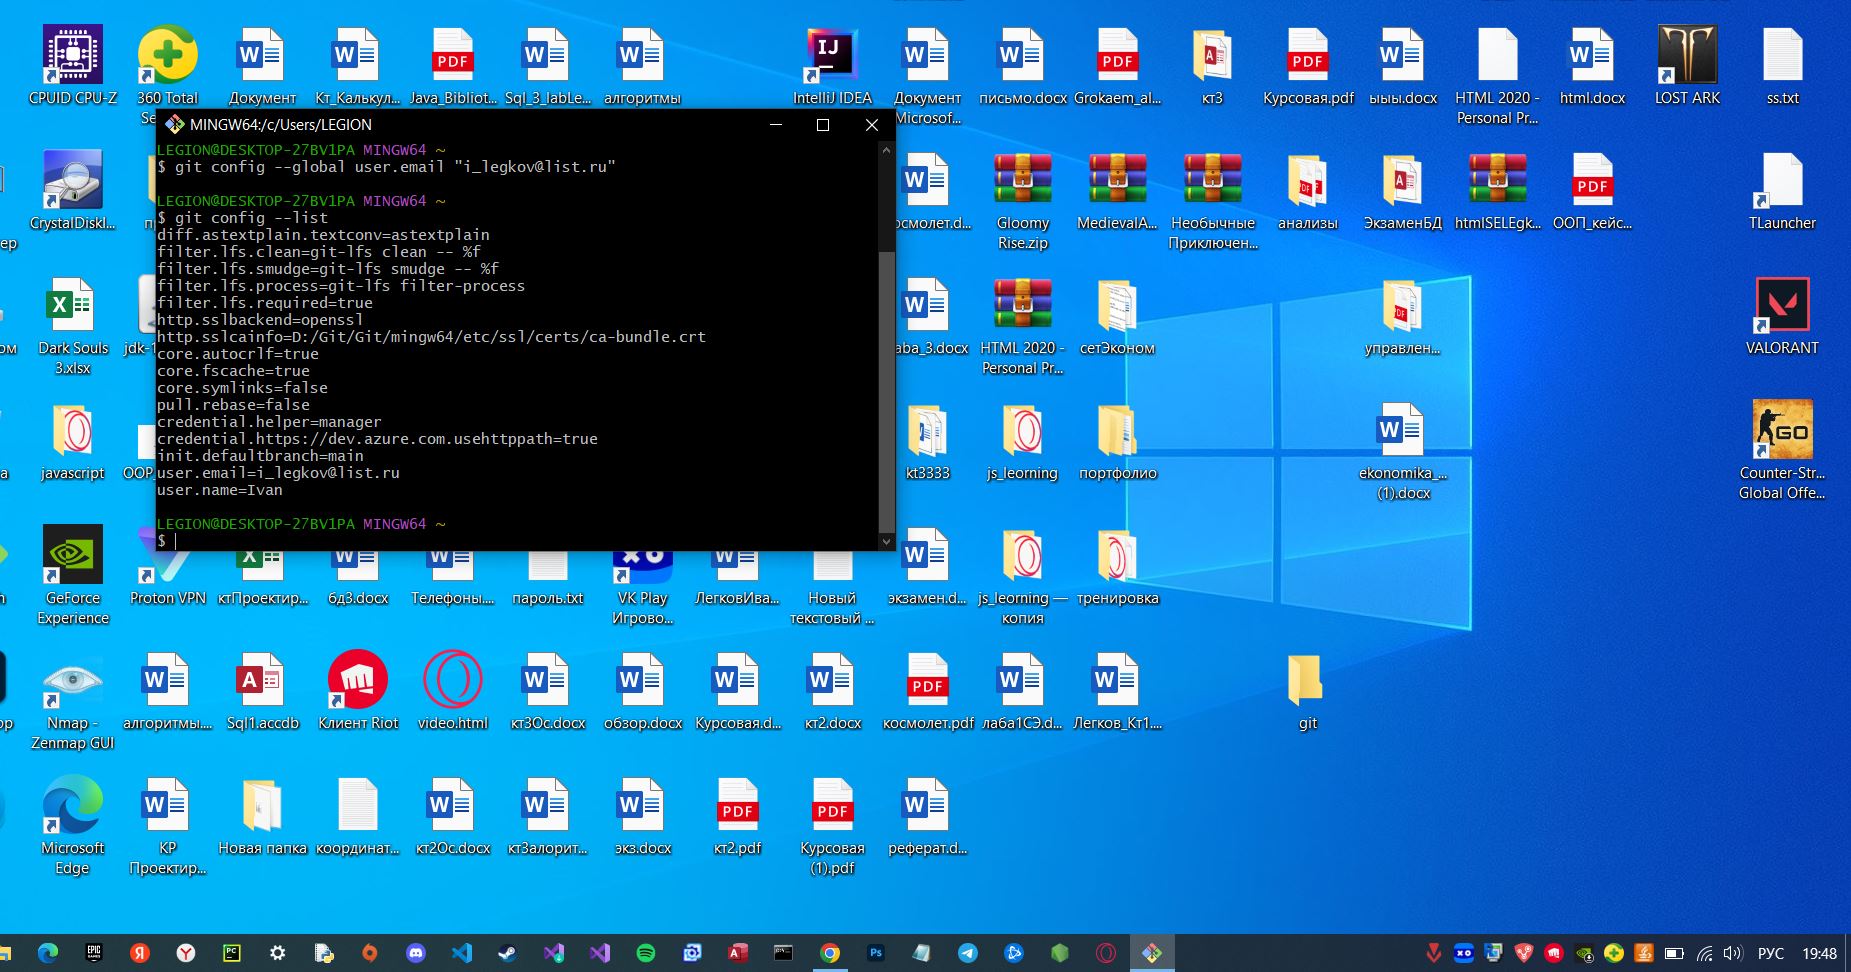 CPUID CPU-Z
360 Total
Se
Документ
Кт_Калькул...
Java_Bibliot...
Sql_3_labLe...
алгоритмы
IntelliJ IDEA
Документ
Microsof...
письмо.docx
Grokaem_al...
кт3
Курсовая.pdf
ыыы.docx
HTML 2020 -
Personal Pr...
html.docx
LOST ARK
ss.txt
MINGW64:/c/Users/LEGION
LEGION@DESKTOP-27BV1PA MINGW64 ~
$ git config --global user.email "i_legkov@list.ru"
LEGION@DESKTOP-27BV1PA MINGW64 ~
$ git config --list
diff.astextplain.textconv=astextplain
filter.lfs.clean=git-lfs clean -- %f
filter.lfs.smudge=git-lfs smudge -- %f
filter.lfs.process=git-lfs filter-process
filter.lfs.required=true
http.sslbackend=openssl
http.sslcainfo=D:/Git/Git/mingw64/etc/ssl/certs/ca-bundle.crt
core.autocrlf=true
core.fscache=true
core.symlinks=false
pull.rebase=false
credential.helper=manager
credential.https://dev.azure.com.usehttppath=true
init.defaultbranch=main
user.email=i_legkov@list.ru
user.name=Ivan
LEGION@DESKTOP-27BV1PA MINGW64 ~
$
CrystalDiskI...
осмолет.d...
Gloomy
Rise.zip
MedievalA...
Необычные
Приключен...
анализы
ЭкзаменБД
htmlSELEgk...
ООП_кейс...
TLauncher
Dark Souls
3.xlsx
jdk-1
aba_3.docx
HTML 2020 -
Personal Pr...
сетЭконом
управлен...
VALORANT
javascript
OOP_
kt3333
js_leorning
портфолио
ekonomika_...
(1).docx
Counter-Str...
Global Offe...
GeForce
Experience
Proton VPN
ктПроектир...
бд3.docx
Телефоны....
пароль.txt
VK Play
Игрово...
ЛегковИва...
Новый
текстовый ...
экзамен.d...
js_leorning —
копия
тренировка
Nmap -
Zenmap GUI
алгоритмы....
Sql1.accdb
Клиент Riot
video.html
кт3Ос.docx
обзор.docx
Курсовая.d...
кт2.docx
космолет.pdf
лаба1СЭ.d...
Легков_Кт1....
git
Microsoft
Edge
КР
Проектир...
Новая папка
координат...
кт2Ос.docx
кт3алорит...
экз.docx
кт2.pdf
Курсовая
(1).pdf
реферат.d...
РУС
19:48